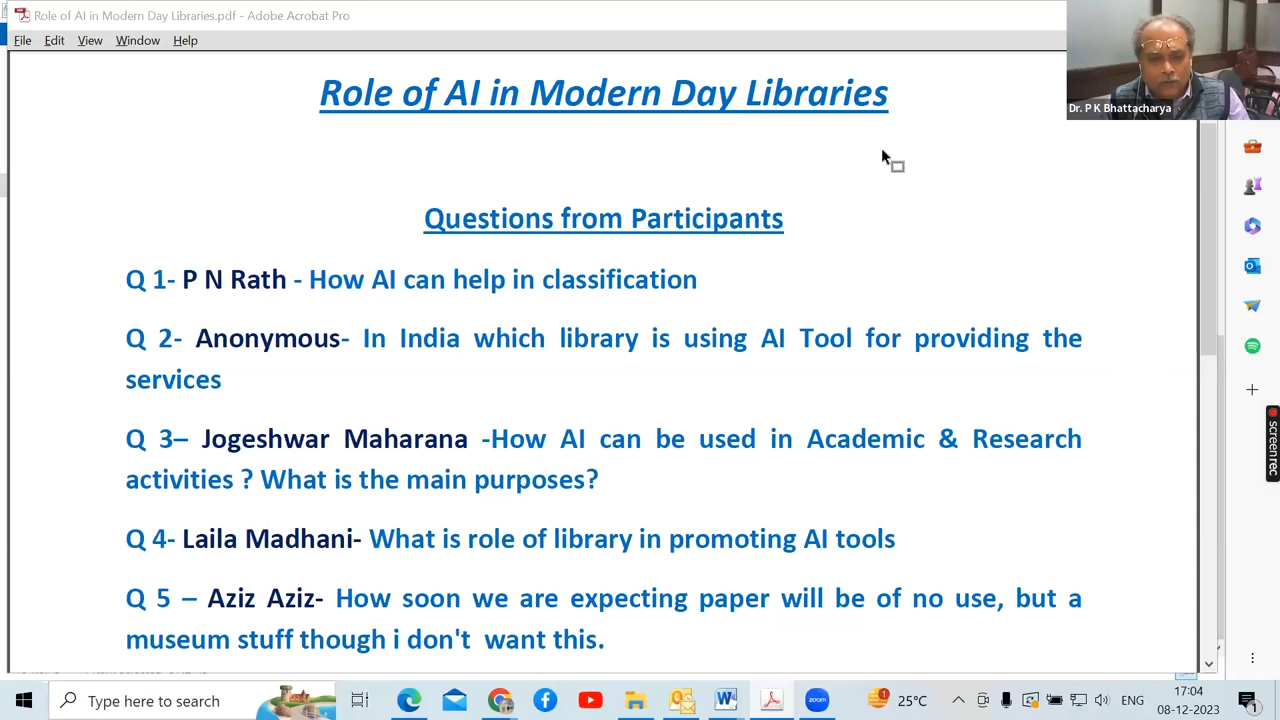 Role of AI in Modern Day Libraries.pdf - Adobe Acrobat Pro
File Edit View Window Help
Dr. P K Bhattacharya
Role of AI in Modern Day Libraries
Questions from Participants
Q 1- P N Rath - How AI can help in classification
Q 2- Anonymous- In India which library is using AI Tool for providing the
services
Q 3– Jogeshwar Maharana -How AI can be used in Academic & Research
activities ? What is the main purposes?
Q 4- Laila Madhani- What is role of library in promoting AI tools
Q 5 – Aziz Aziz- How soon we are expecting paper will be of no use, but a
museum stuff though i don't want this.
screenrec
Type here to search
zoom
1
25°C
ENG
17:04
08-12-2023
1